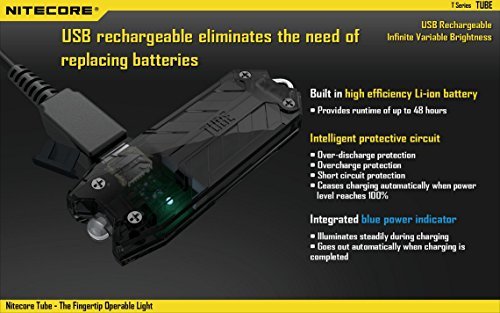 NITECORE®
T Series TUBE
USB Rechargeable
Infinite Variable Brightness
USB rechargeable eliminates the need of
replacing batteries
TUBE
Built in high efficiency Li-ion battery
• Provides runtime of up to 48 hours
Intelligent protective circuit
• Over-discharge protection
• Overcharge protection
• Short circuit protection
• Ceases charging automatically when power
level reaches 100%
Integrated blue power indicator
• Illuminates steadily during charging
• Goes out automatically when charging is
completed
Nitecore Tube - The Fingertip Operable Light